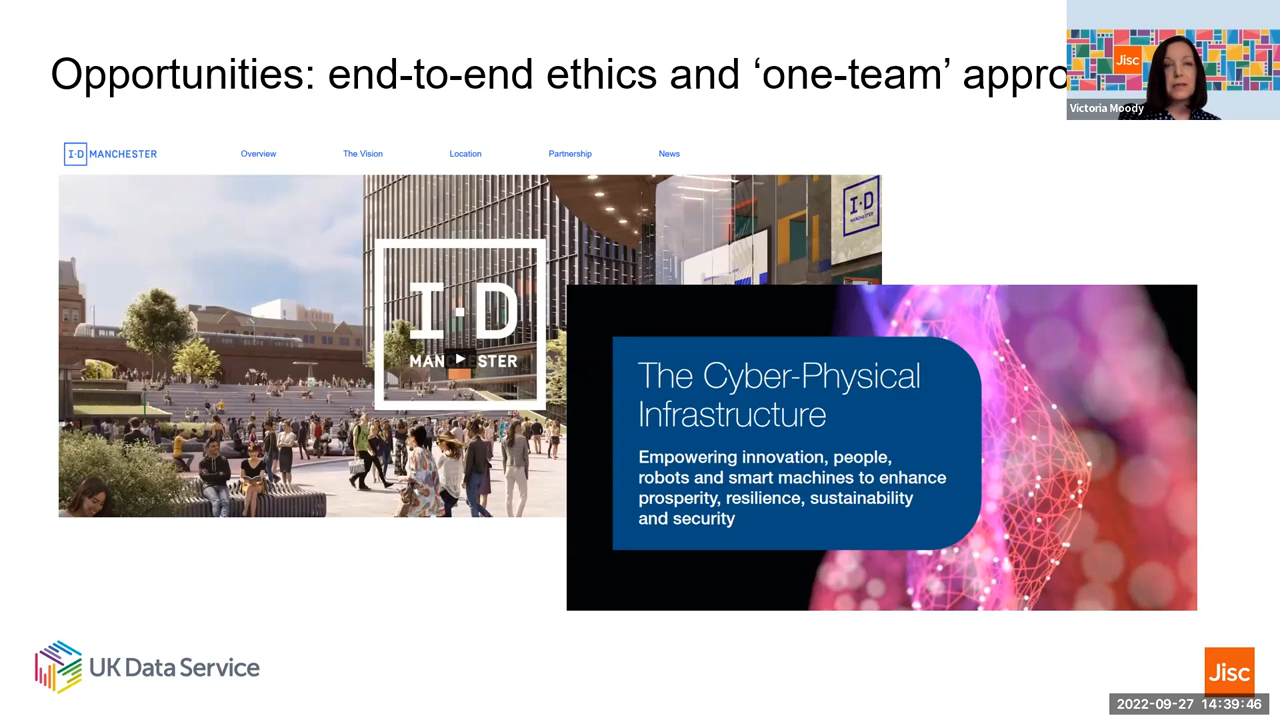 Opportunities: end-to-end ethics and ‘one-team’ appro
Jisc
Victoria Moody
I·D MANCHESTER
Overview
The Vision
Location
Partnership
News
I·D
MANCHESTER
I·D
MAN STER
The Cyber-Physical
Infrastructure
Empowering innovation, people,
robots and smart machines to enhance
prosperity, resilience, sustainability
and security
UK Data Service
Jisc
2022-09-27 14:39:46